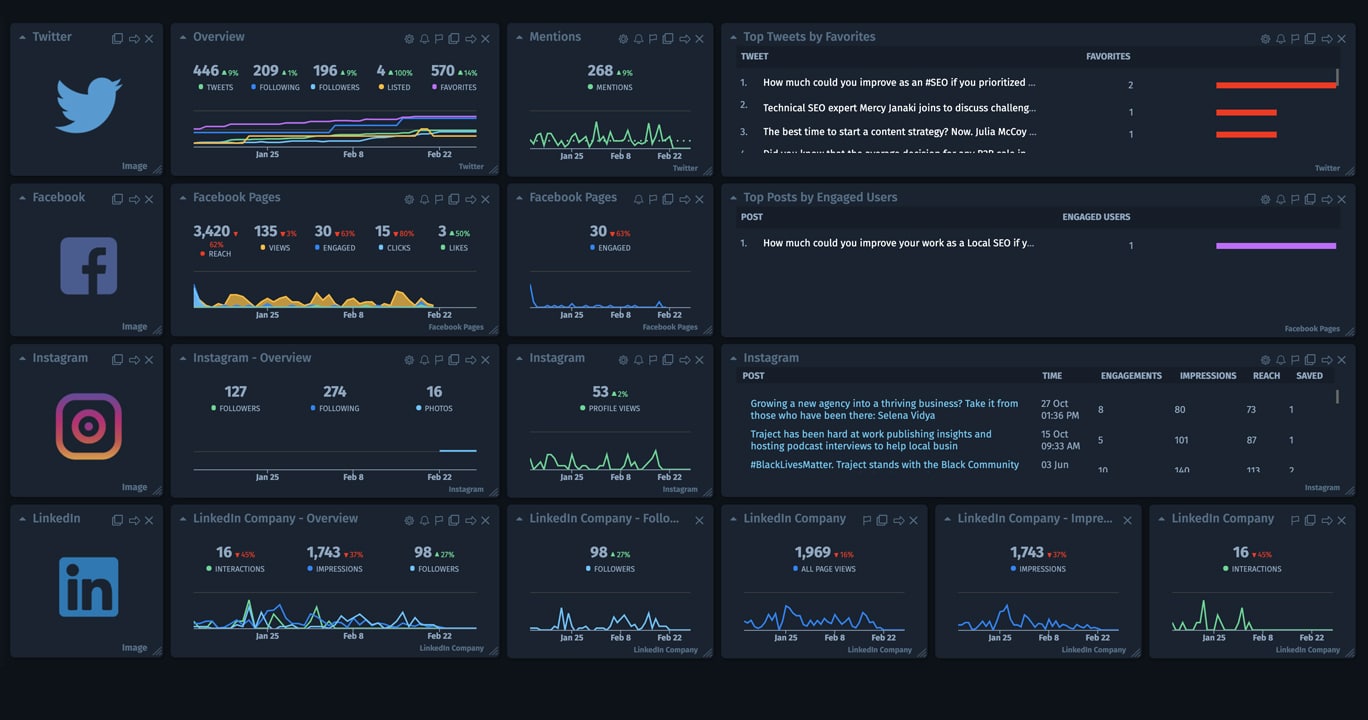 Twitter
Image
Overview
446 ▲9% 209 ▲1% 196 ▲9% 4 ▲100% 570 ▲14%
TWEETS FOLLOWING FOLLOWERS LISTED FAVORITES
Jan 25 Feb 8 Feb 22
Twitter
Mentions
268 ▲9%
MENTIONS
Jan 25 Feb 8 Feb 22
Twitter
Top Tweets by Favorites
TWEET FAVORITES
1. How much could you improve as an #SEO if you prioritized ... 2
2. Technical SEO expert Mercy Janaki joins to discuss challeng... 1
3. The best time to start a content strategy? Now. Julia McCoy ... 1
Twitter
Facebook
Image
Facebook Pages
3,420 ▼ 135 ▼3% 30 ▼63% 15 ▼80% 3 ▲50%
62%
REACH VIEWS ENGAGED CLICKS LIKES
Jan 25 Feb 8 Feb 22
Facebook Pages
Facebook Pages
30 ▼63%
ENGAGED
Jan 25 Feb 8 Feb 22
Facebook Pages
Top Posts by Engaged Users
POST ENGAGED USERS
1. How much could you improve your work as a Local SEO if y... 1
Facebook Pages
Instagram
Image
Instagram - Overview
127 274 16
FOLLOWERS FOLLOWING PHOTOS
Jan 25 Feb 8 Feb 22
Instagram
Instagram
53 ▲2%
PROFILE VIEWS
Jan 25 Feb 8 Feb 22
Instagram
Instagram
POST TIME ENGAGEMENTS IMPRESSIONS REACH SAVED
Growing a new agency into a thriving business? Take it from 27 Oct
those who have been there: Selena Vidya 01:36 PM 8 80 73 1
Traject has been hard at work publishing insights and 15 Oct
hosting podcast interviews to help local busin 09:33 AM 5 101 87 1
#BlackLivesMatter. Traject stands with the Black Community 03 Jun 10 140 113 2
Instagram
LinkedIn
in
Image
LinkedIn Company - Overview
16 ▼45% 1,743 ▼37% 98 ▲27%
INTERACTIONS IMPRESSIONS FOLLOWERS
Jan 25 Feb 8 Feb 22
LinkedIn Company
LinkedIn Company - Follo...
98 ▲27%
FOLLOWERS
Jan 25 Feb 8 Feb 22
LinkedIn Company
LinkedIn Company
1,969 ▼16%
ALL PAGE VIEWS
Jan 25 Feb 8 Feb 22
LinkedIn Company
LinkedIn Company - Impre...
1,743 ▼37%
IMPRESSIONS
Jan 25 Feb 8 Feb 22
LinkedIn Company
LinkedIn Company
16 ▼45%
INTERACTIONS
Jan 25 Feb 8 Feb 22
LinkedIn Company